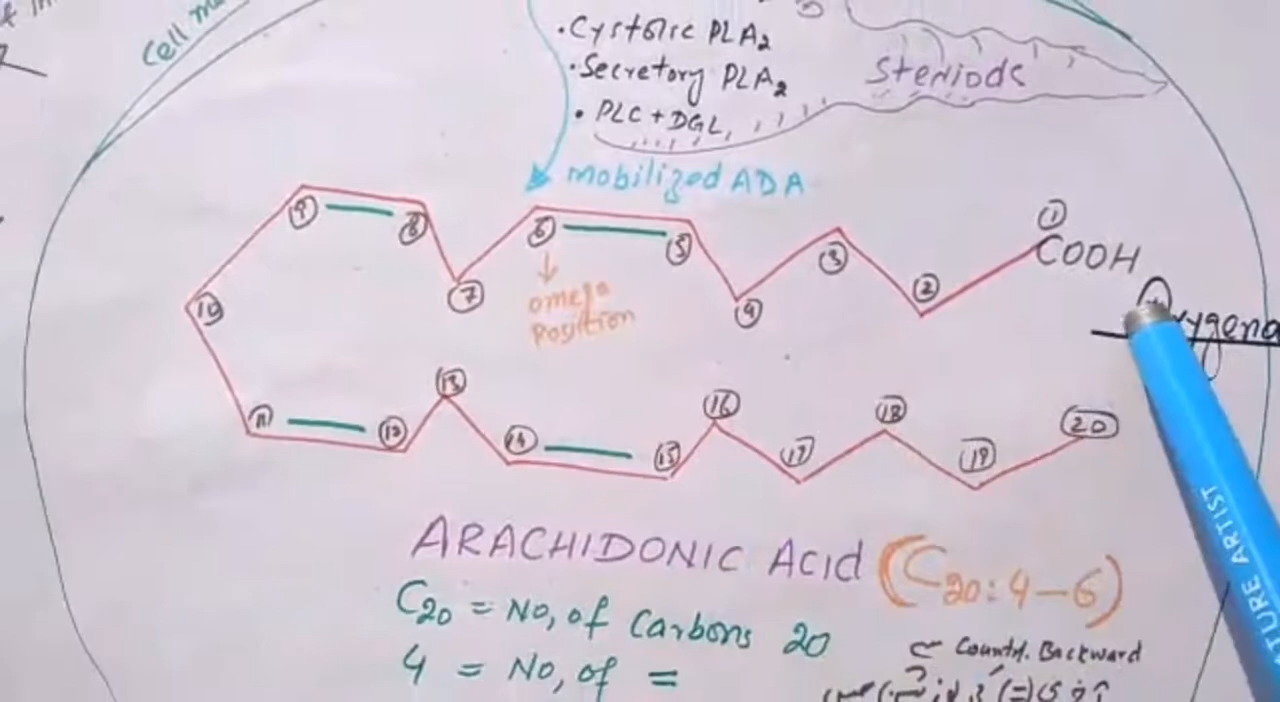 Cell
• Cystolic PLA₂
• Secretory PLA₂
• PLC + DGL
Steriods
mobilized ADA
① COOH
② ③ ④ ⑤ ⑥ ⑦ ⑧ ⑨ ⑩
omega
Position
⑪ ⑫ ⑬ ⑭ ⑮ ⑯ ⑰ ⑱ ⑲ ⑳
ARACHIDONIC Acid (C20:4-6)
C₂₀ = No, of Carbons 20
4 = No, of =
Backward
TURE ARTIST